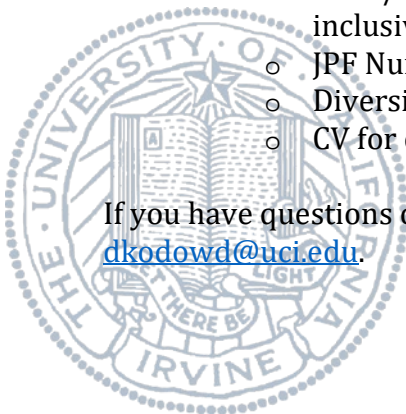 inclusiv
o JPF Nu
o Diversi
o CV for
If you have questions
dkodowd@uci.edu.
THE · UNIVERSITY · OF · CALIFORNIA
IRVINE
A
LET THERE BE
LIGHT